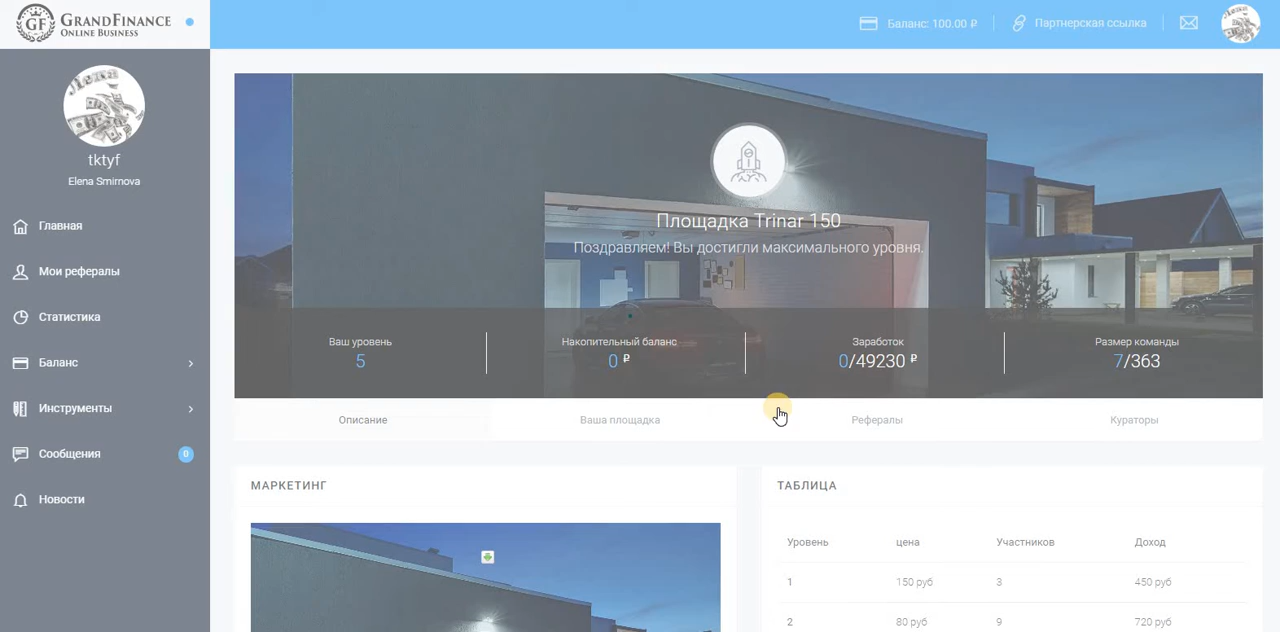 GF GRANDFINANCE
ONLINE BUSINESS
Баланс: 100.00 ₽
Партнерская ссылка
Лена
tktyf
Elena Smirnova
Главная
Мои рефералы
Статистика
Баланс
Инструменты
Сообщения 0
Новости
Площадка Trinar 150
Поздравляем! Вы достигли максимального уровня.
Ваш уровень
5
Накопительный баланс
0 ₽
Заработок
0/49230 ₽
Размер команды
7/363
Описание
Ваша площадка
Рефералы
Кураторы
МАРКЕТИНГ
ТАБЛИЦА
Уровень цена Участников Доход
1 150 руб 3 450 руб
2 80 руб 9 720 руб